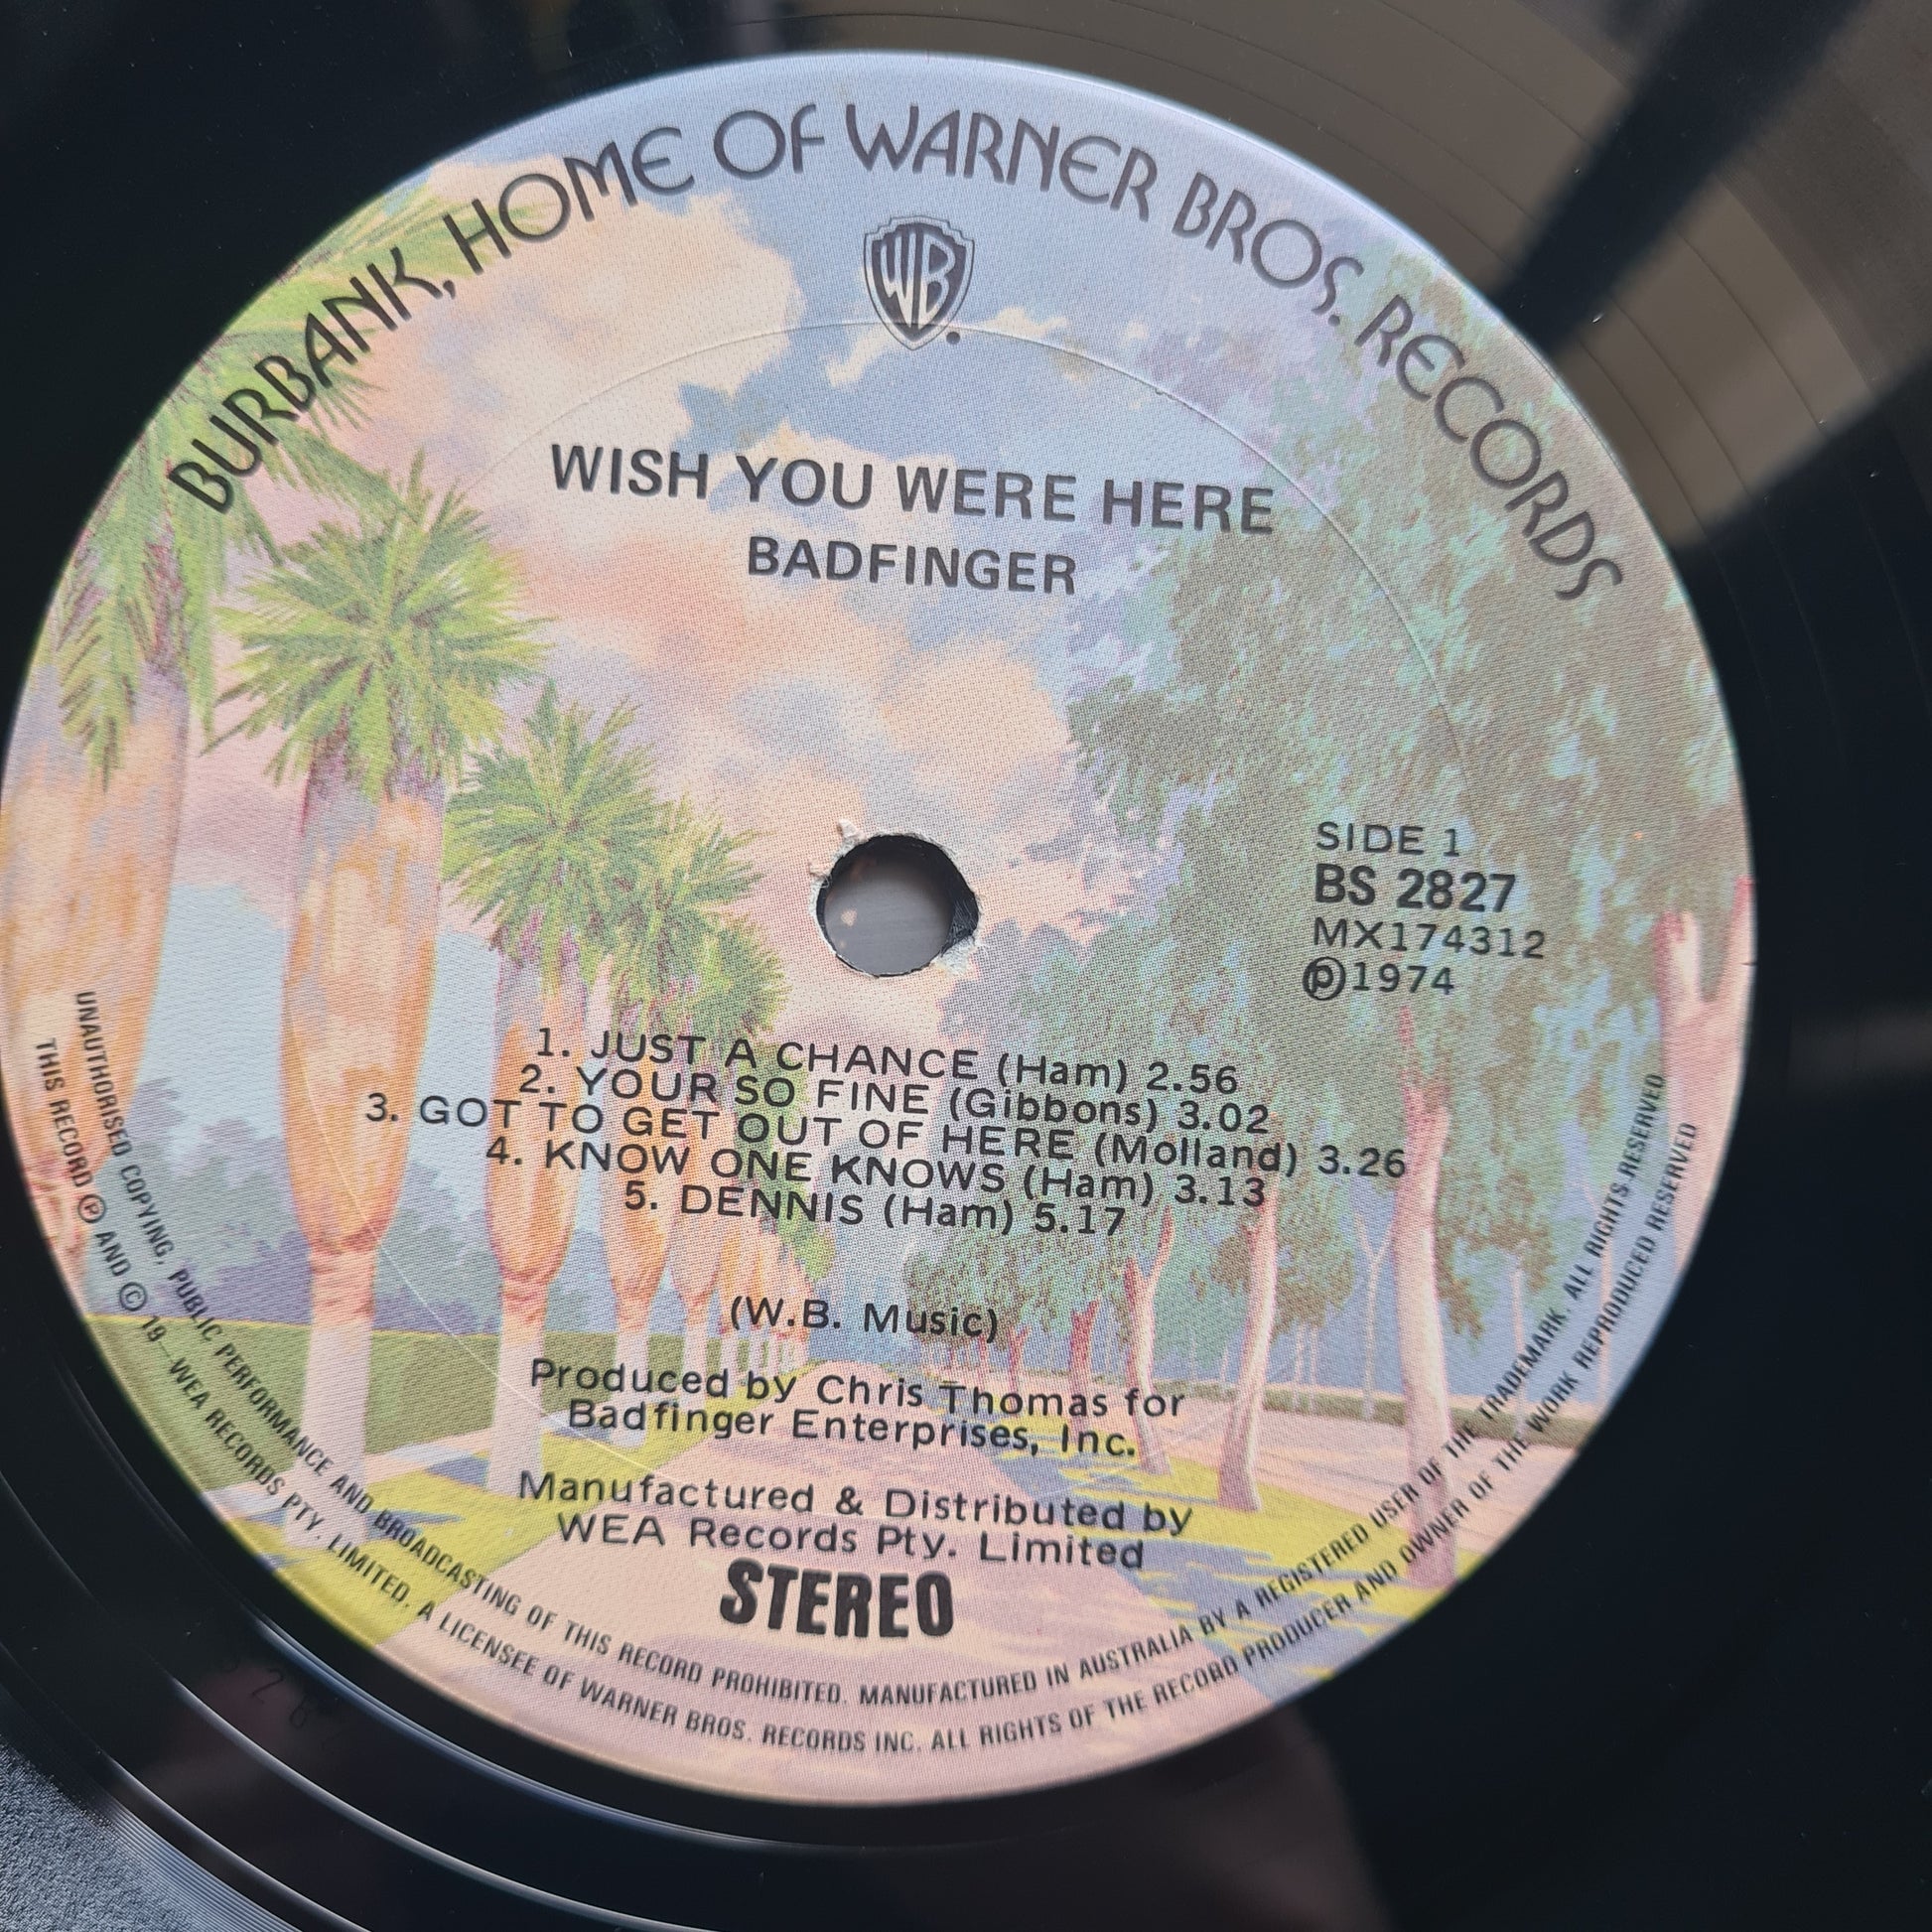 BURBANK, HOME OF WARNER BROS. RECORDS
WB
WISH YOU WERE HERE
BADFINGER
SIDE 1
BS 2827
MX174312
Ⓟ1974
1. JUST A CHANCE (Ham) 2.56
2. YOUR SO FINE (Gibbons) 3.02
3. GOT TO GET OUT OF HERE (Molland) 3.26
4. KNOW ONE KNOWS (Ham) 3.13
5. DENNIS (Ham) 5.17
(W.B. Music)
Produced by Chris Thomas for
Badfinger Enterprises, Inc.
Manufactured & Distributed by
WEA Records Pty. Limited
STEREO
UNAUTHORISED COPYING, PUBLIC PERFORMANCE AND BROADCASTING OF THIS RECORD PROHIBITED. MANUFACTURED IN AUSTRALIA BY A REGISTERED USER OF THE TRADEMARK. ALL RIGHTS RESERVED
THIS RECORD Ⓟ AND © 19— WEA RECORDS PTY. LIMITED. A LICENSEE OF WARNER BROS. RECORDS INC. ALL RIGHTS OF THE RECORD PRODUCER AND OWNER OF THE WORK REPRODUCED RESERVED